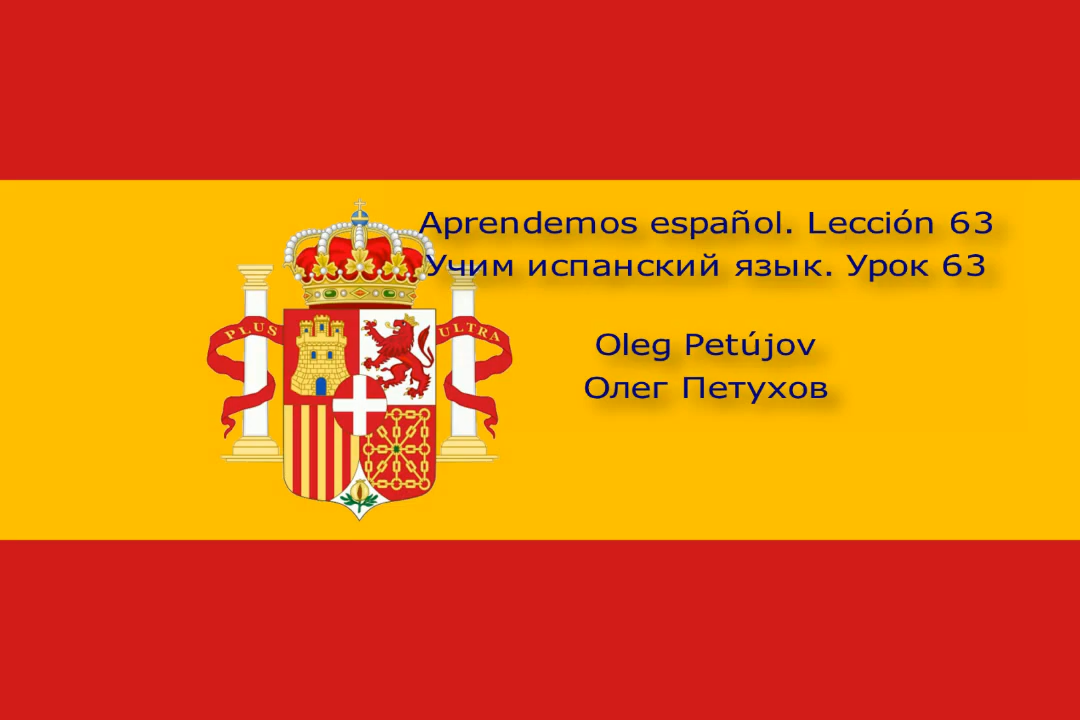 Aprendemos español. Lección 63
Учим испанский язык. Урок 63
PLUS ULTRA
Oleg Petújov
Олег Петухов